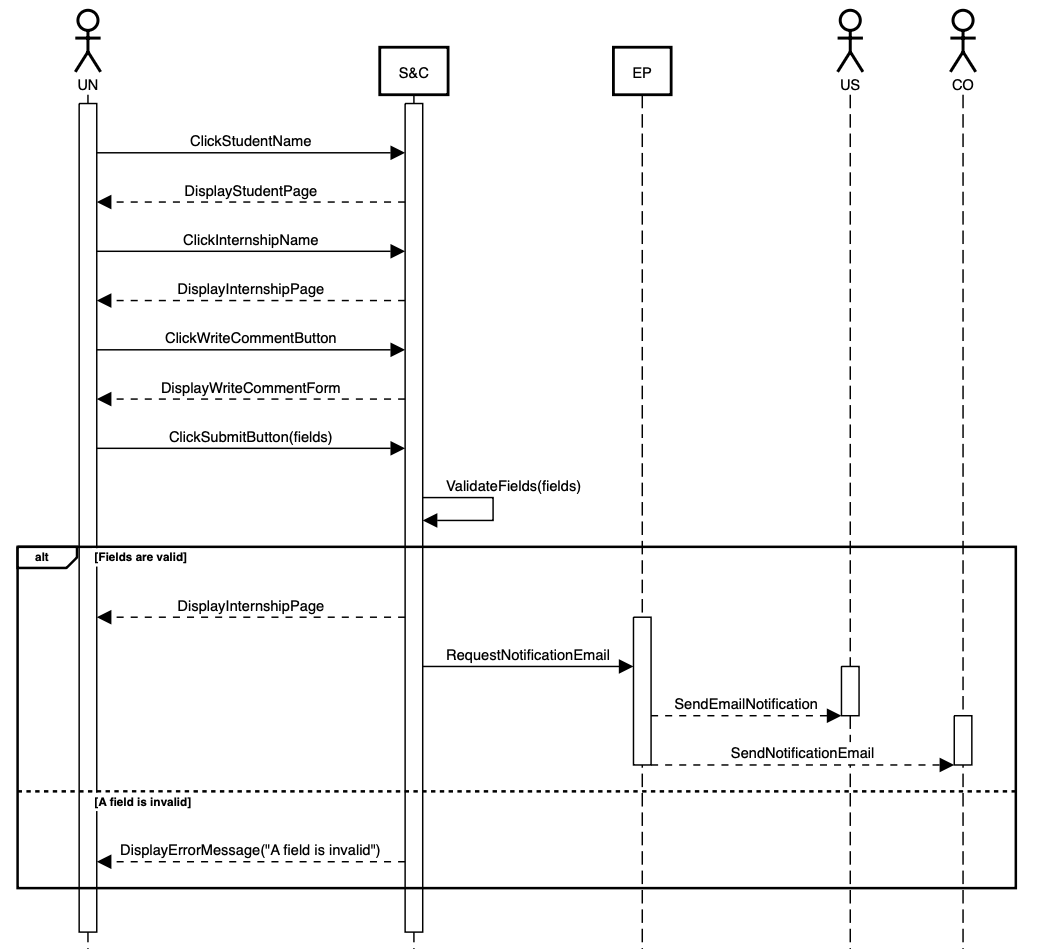 UN
S&C
EP
US
CO
ClickStudentName
DisplayStudentPage
ClickInternshipName
DisplayInternshipPage
ClickWriteCommentButton
DisplayWriteCommentForm
ClickSubmitButton(fields)
ValidateFields(fields)
alt
[Fields are valid]
DisplayInternshipPage
RequestNotificationEmail
SendEmailNotification
SendNotificationEmail
[A field is invalid]
DisplayErrorMessage("A field is invalid")